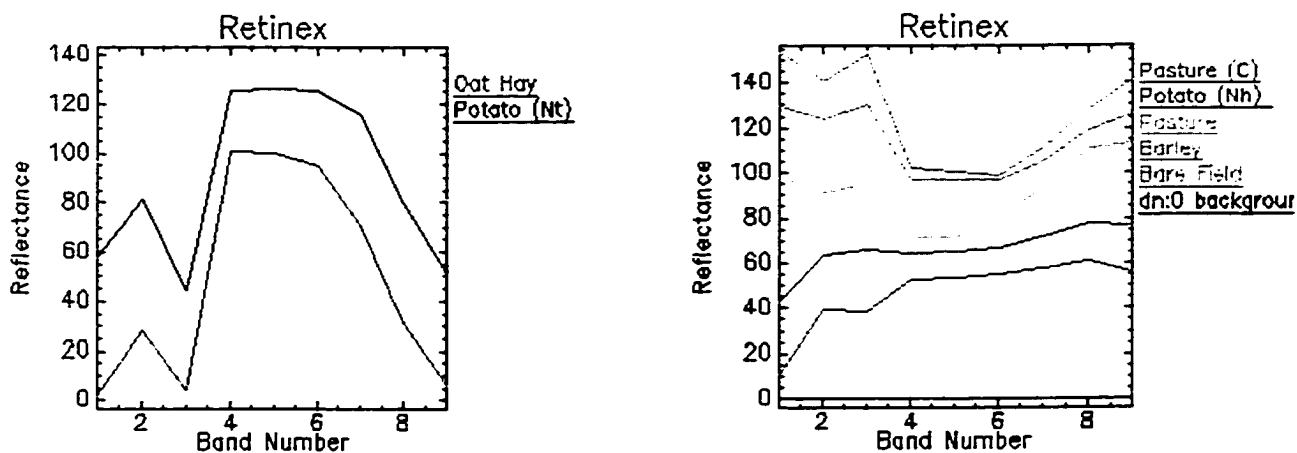 Retinex
140
120
100
80
60
40
20
0
Reflectance
2
4
6
8
Band Number
Oat Hay
Potato (Nt)
Retinex
140
120
100
80
60
40
20
0
Reflectance
2
4
6
8
Band Number
Pasture (C)
Potato (Nh)
Pasture
Barley
Bare Field
dn:0 backgroun